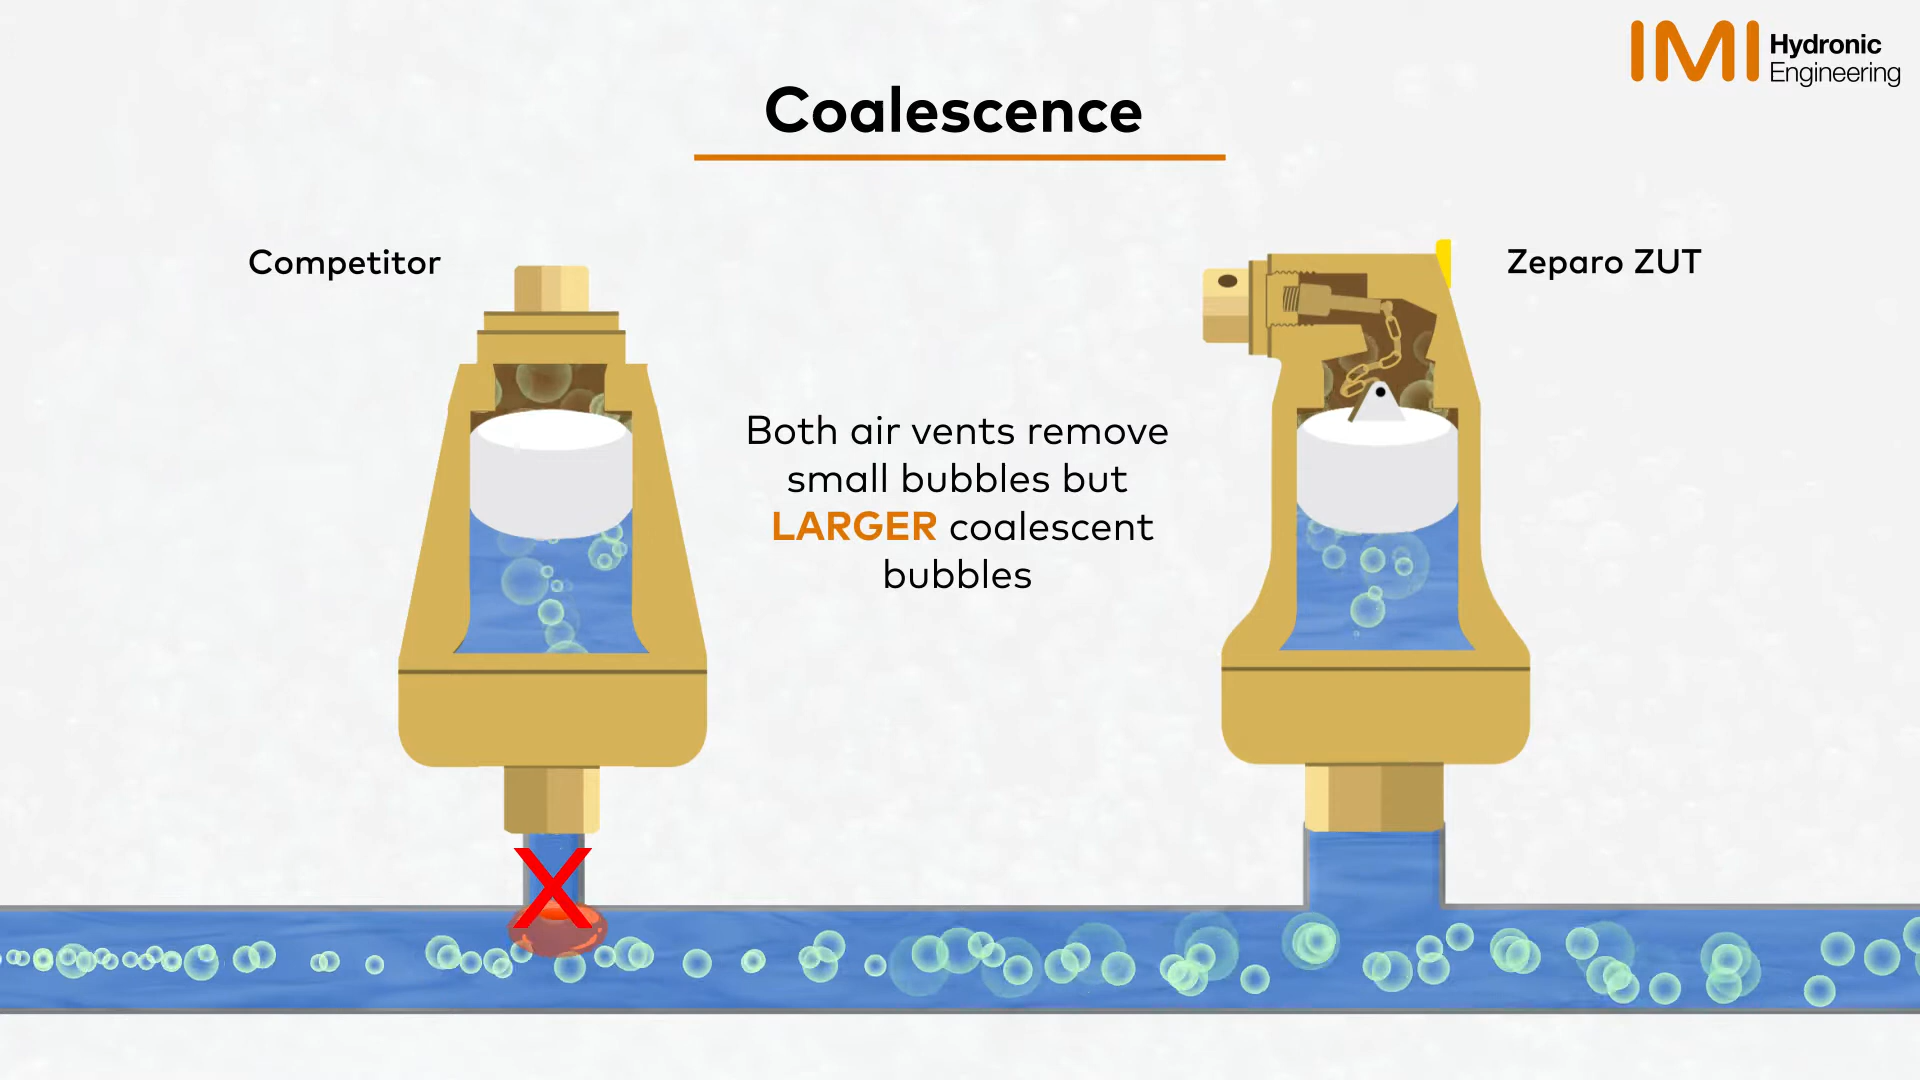 IMI Hydronic
Engineering
Coalescence
Competitor
Zeparo ZUT
Both air vents remove
small bubbles but
LARGER coalescent
bubbles
X